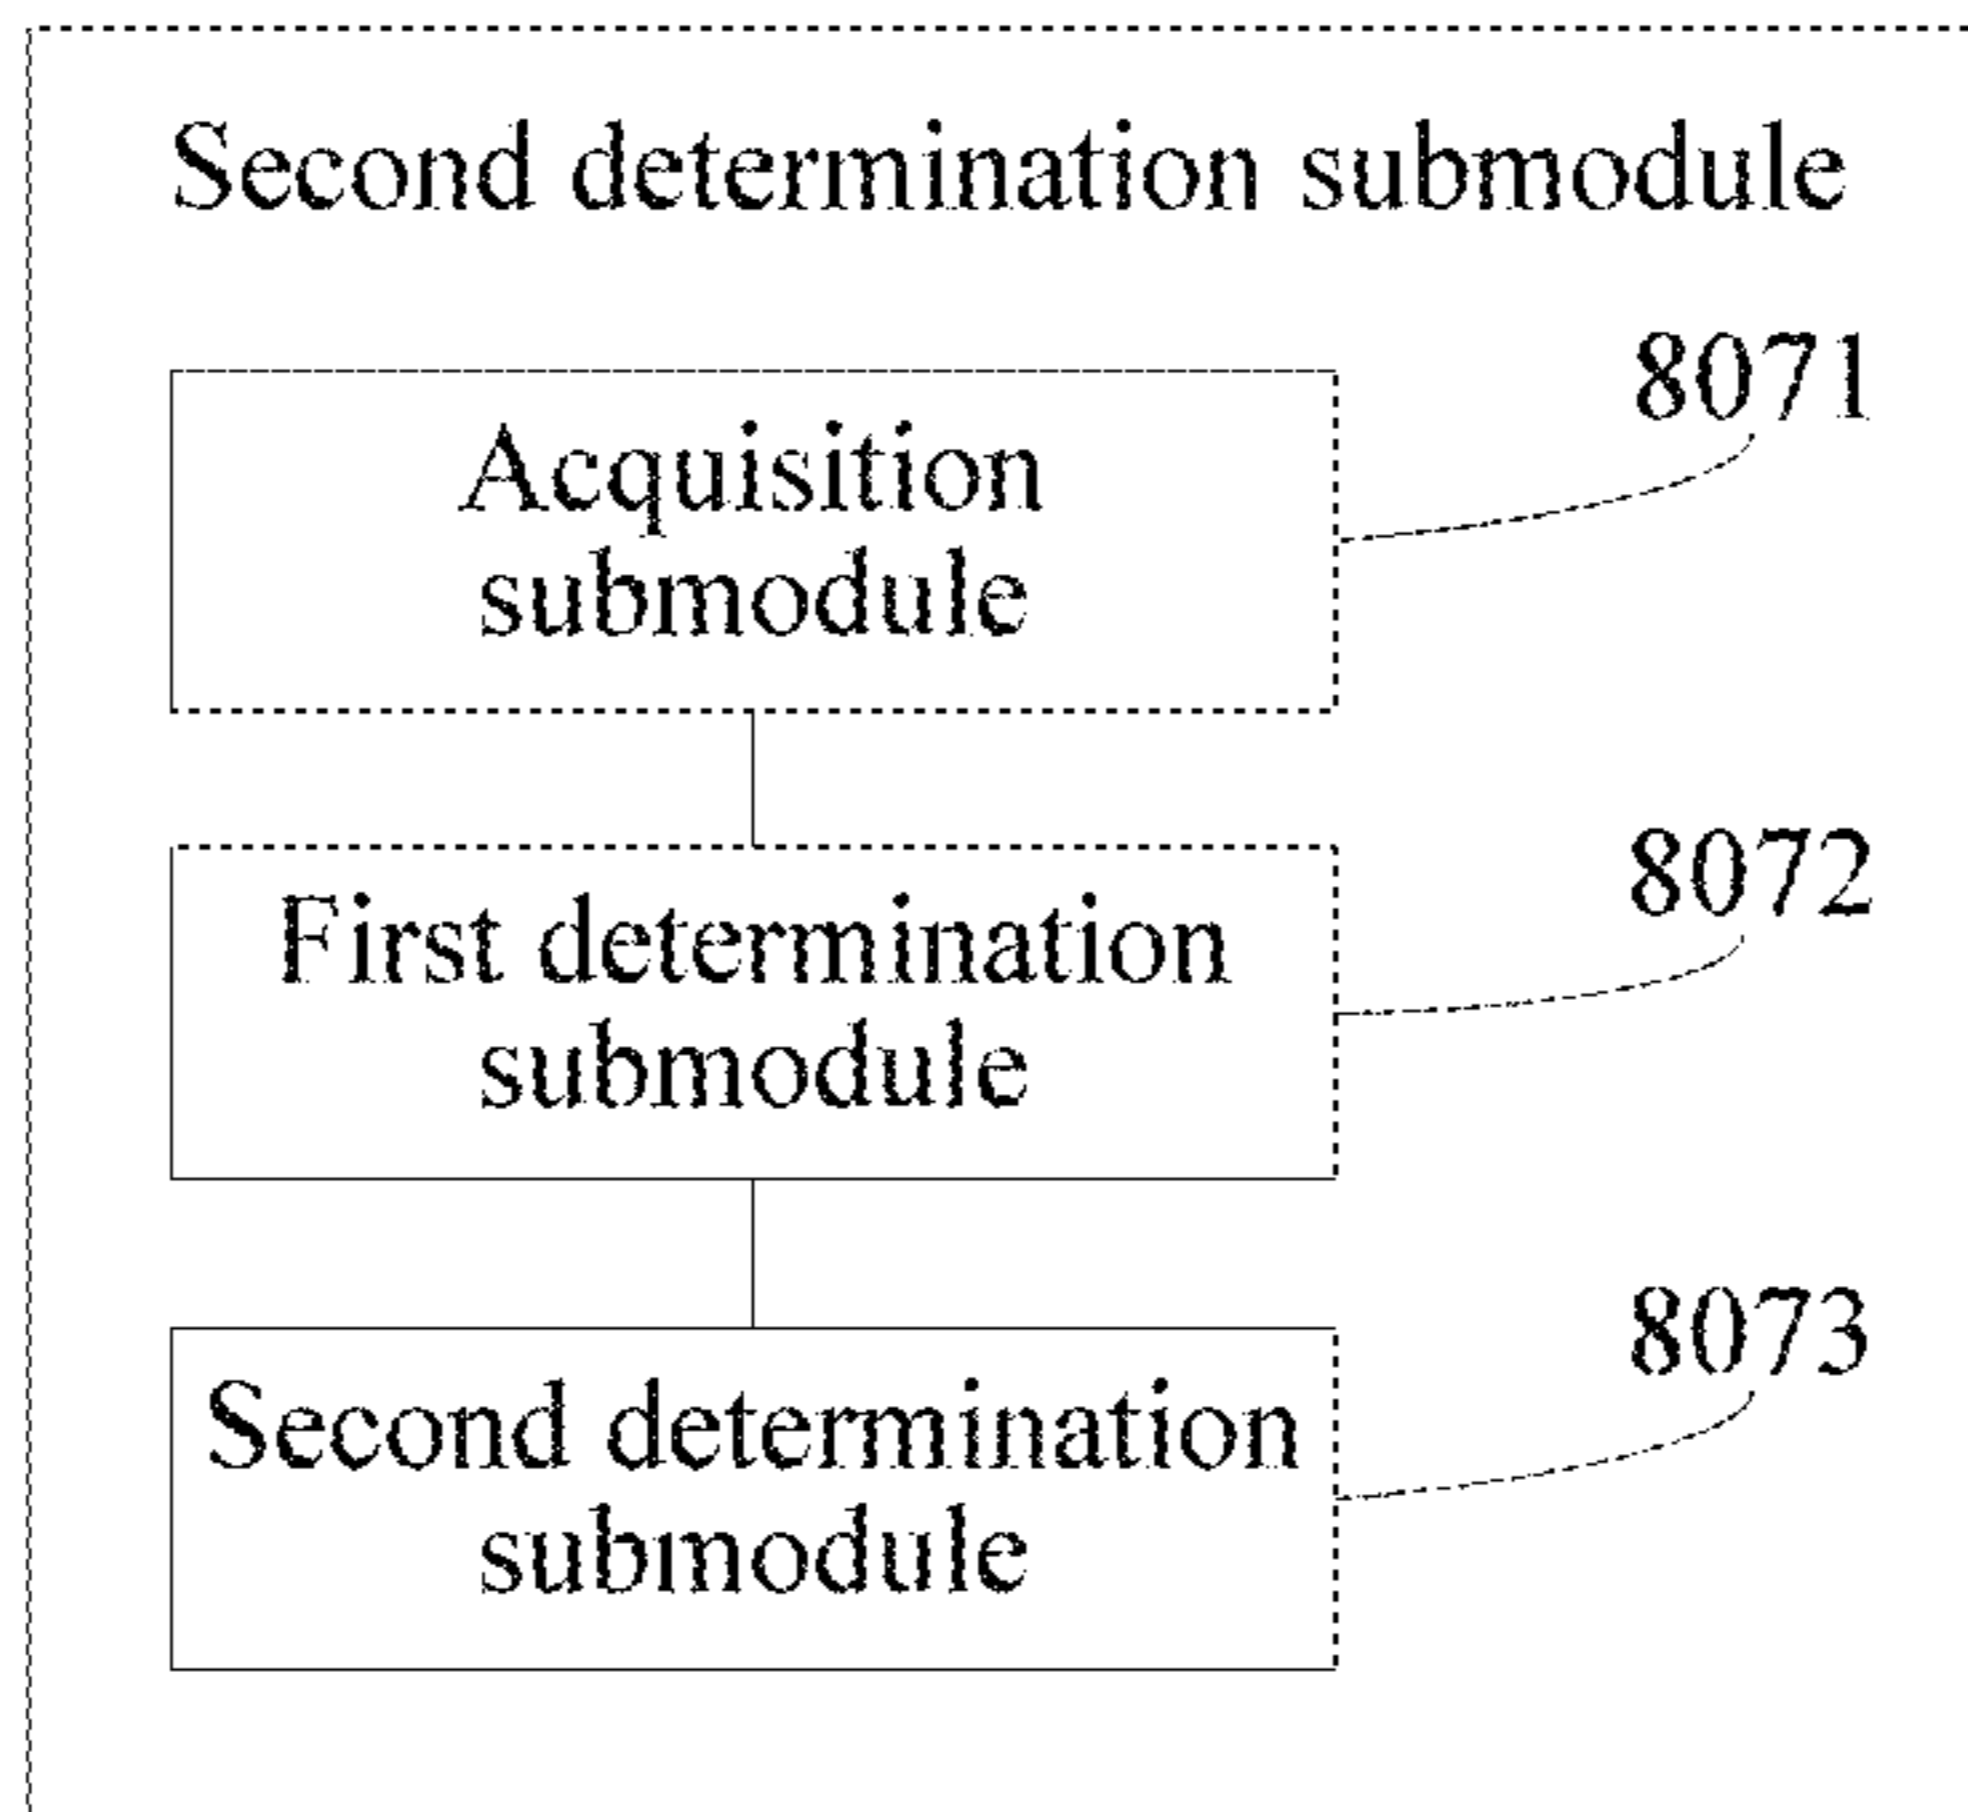 Second determination submodule
8071
Acquisition
submodule
8072
First determination
submodule
8073
Second determination
submodule